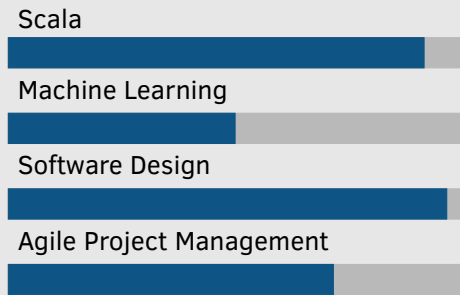 Scala
Machine Learning
Software Design
Agile Project Management